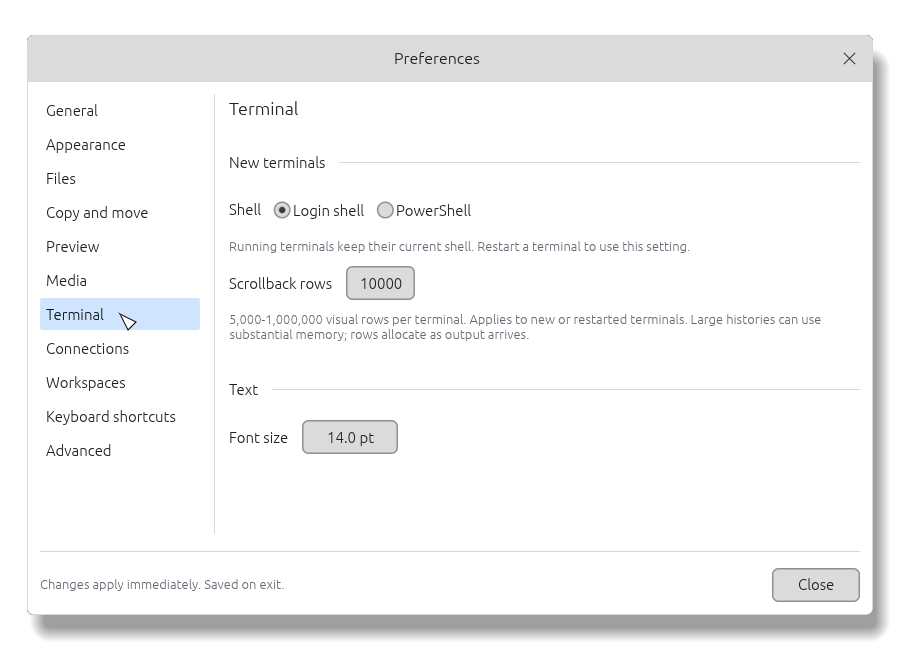 Preferences
General
Appearance
Files
Copy and move
Preview
Media
Terminal
Connections
Workspaces
Keyboard shortcuts
Advanced
Terminal
New terminals
Shell Login shell PowerShell
Running terminals keep their current shell. Restart a terminal to use this setting.
Scrollback rows 10000
5,000-1,000,000 visual rows per terminal. Applies to new or restarted terminals. Large histories can use
substantial memory; rows allocate as output arrives.
Text
Font size 14.0 pt
Changes apply immediately. Saved on exit.
Close